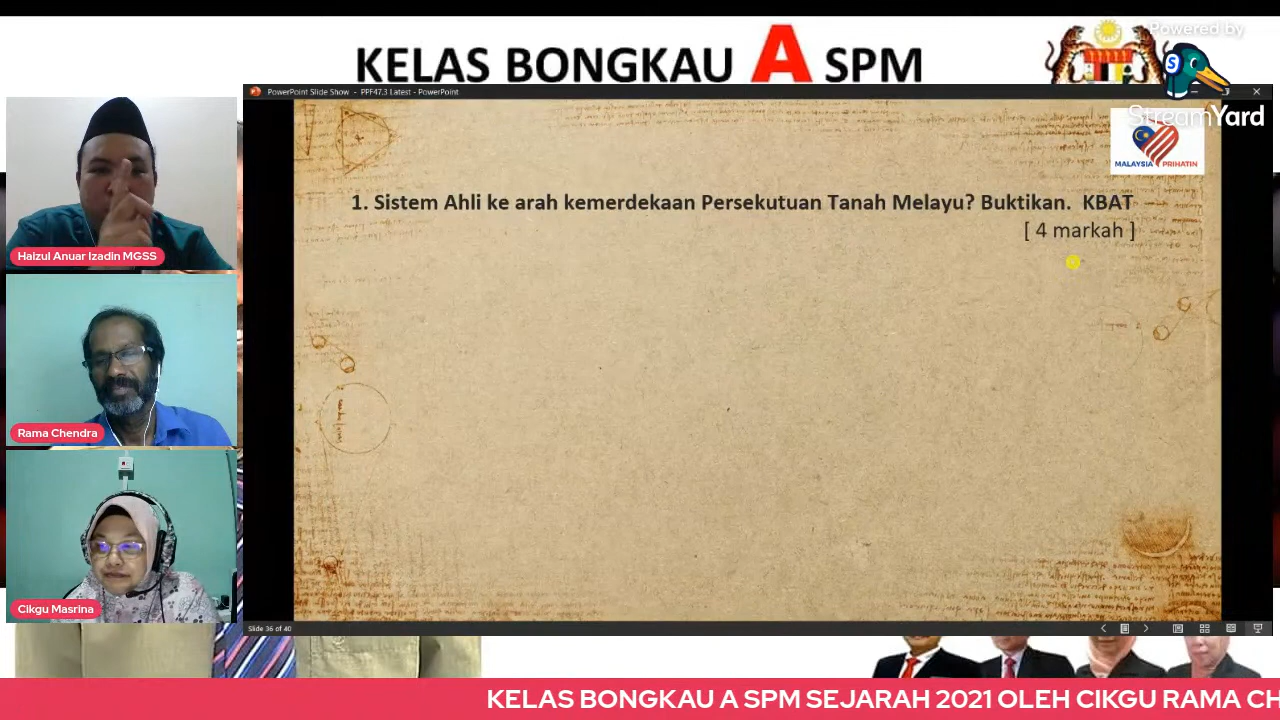 KELAS BONGKAU A SPM
Powered by
StreamYard
PowerPoint Slide Show - PPF47.3 Latest - PowerPoint
MALAYSIA PRIHATIN
1. Sistem Ahli ke arah kemerdekaan Persekutuan Tanah Melayu? Buktikan. KBAT
[ 4 markah ]
Haizul Anuar Izadin MGSS
Rama Chendra
Cikgu Masrina
Slide 36 of 40
KELAS BONGKAU A SPM SEJARAH 2021 OLEH CIKGU RAMA CH